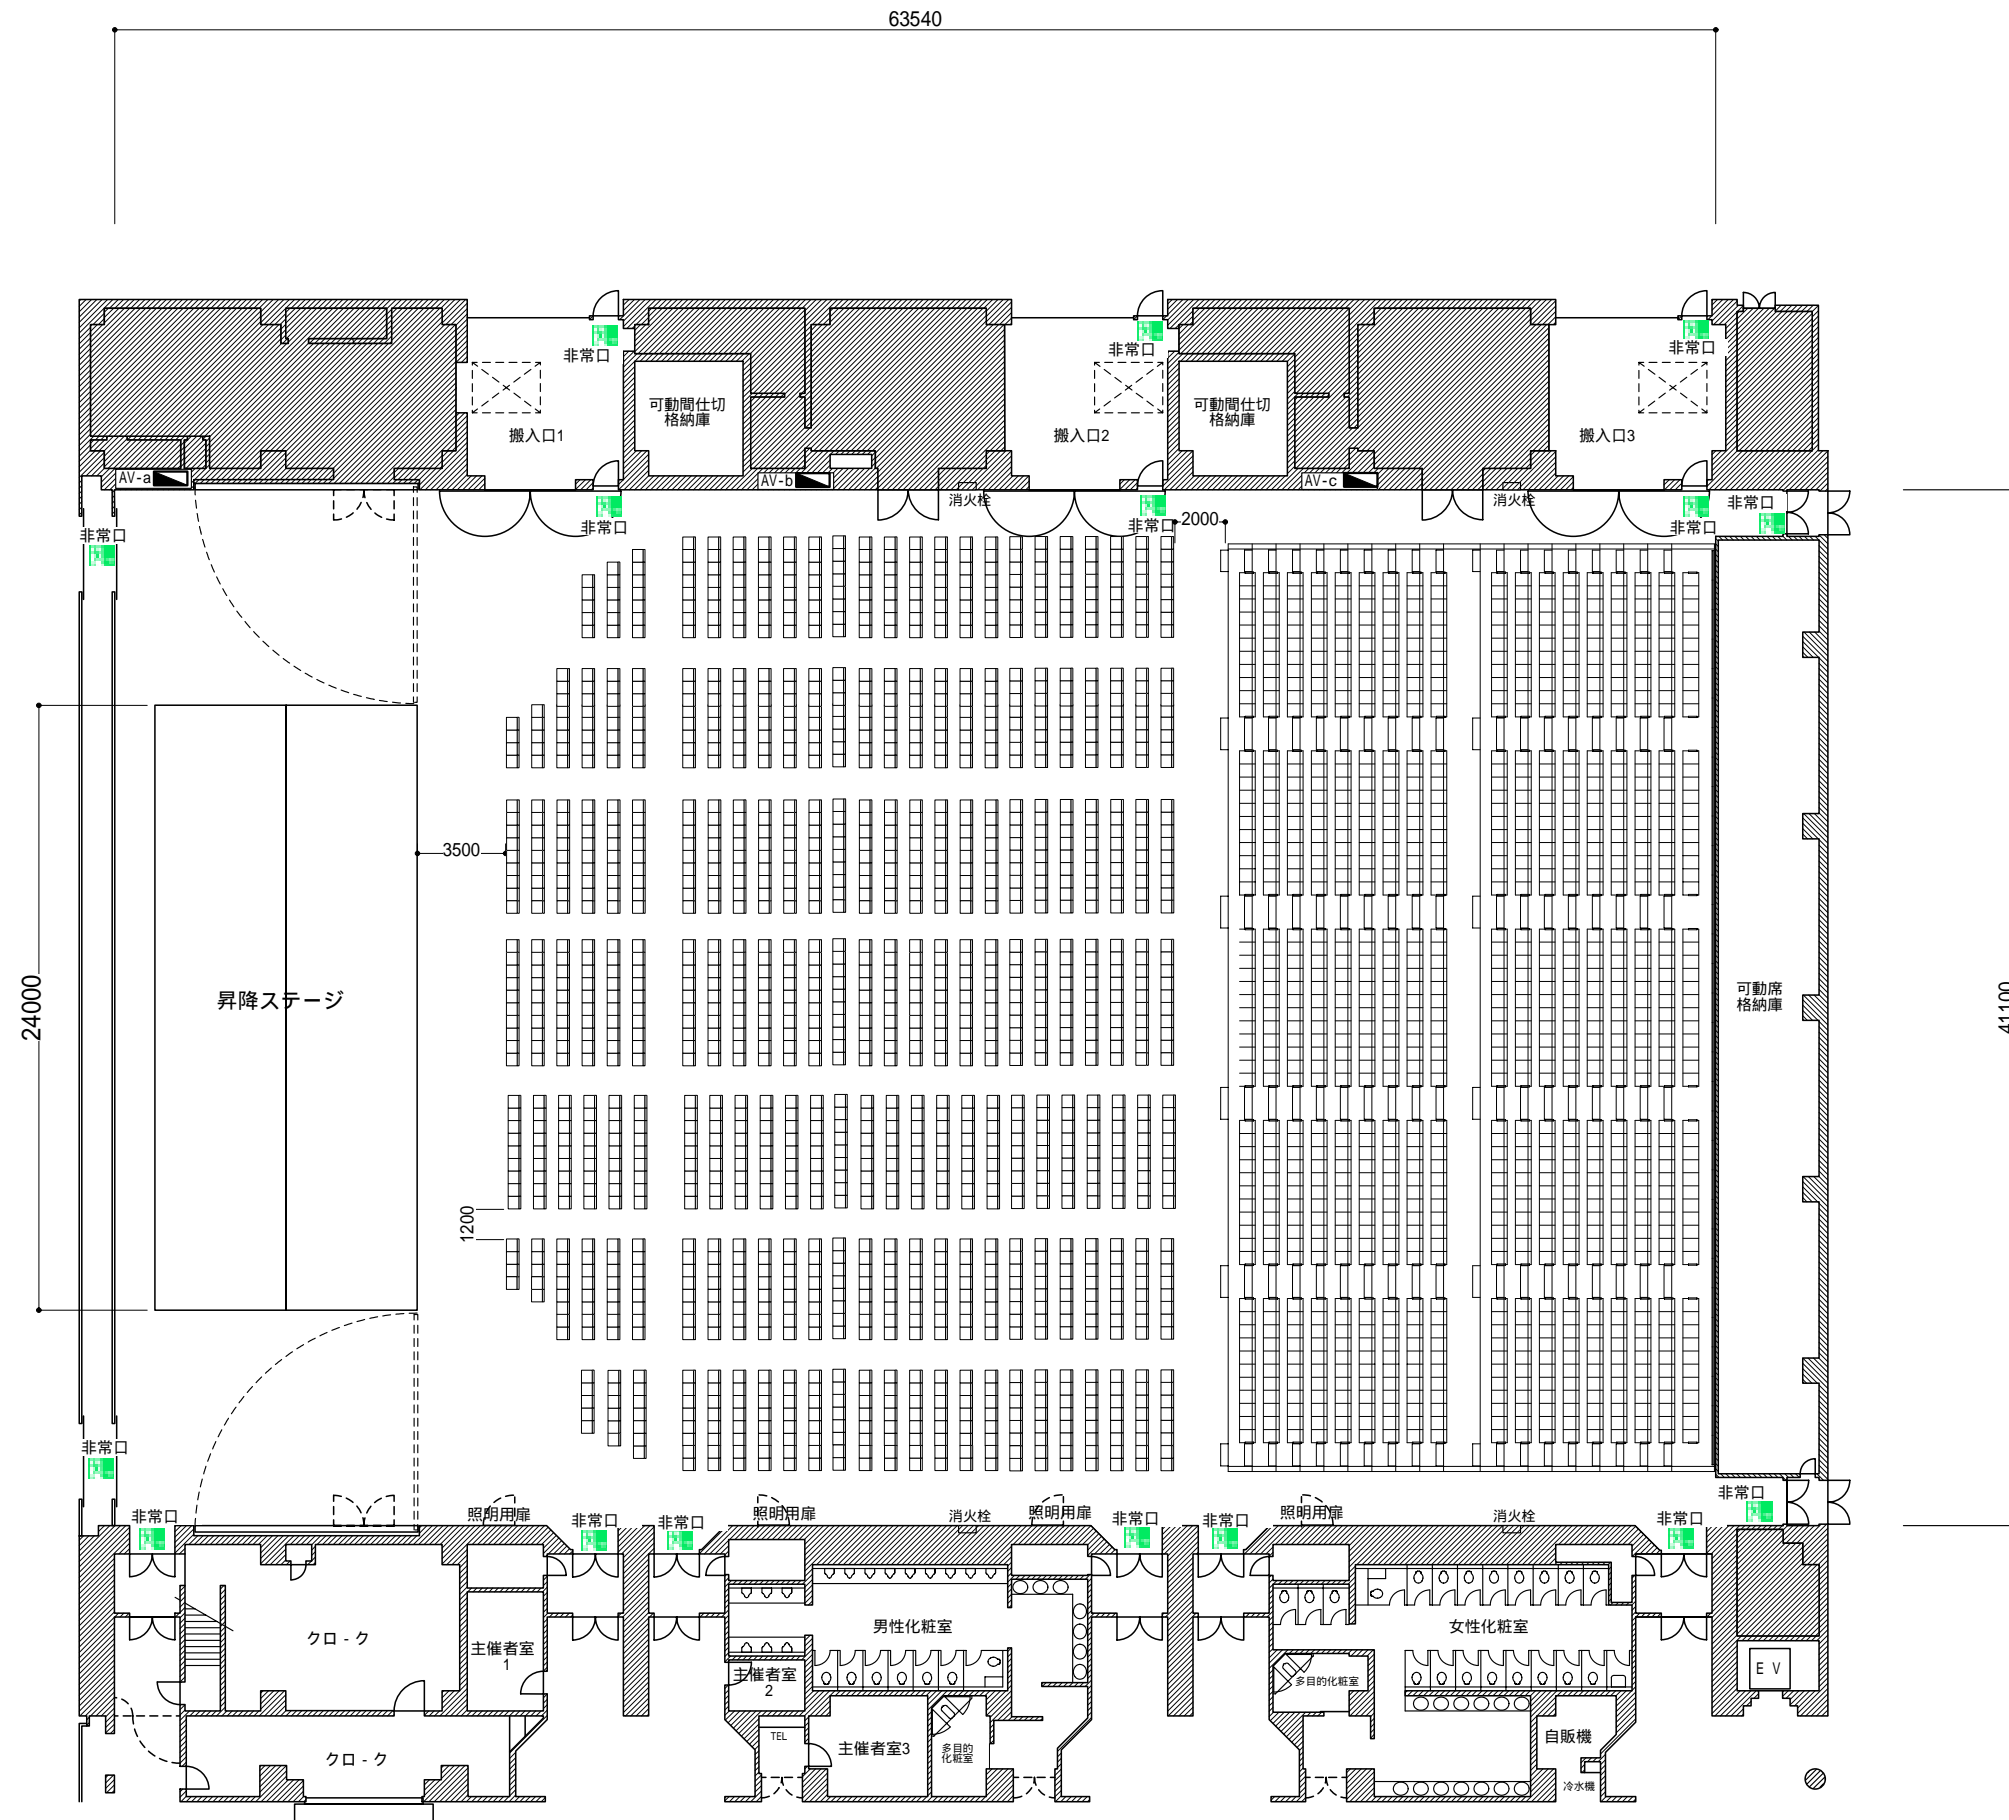 63540
非常口
非常口
非常口
可動間仕切
格納庫
可動間仕切
格納庫
搬入口1
搬入口2
搬入口3
AV-a
AV-b
AV-c
消火栓
消火栓
非常口
非常口
非常口
非常口
非常口
2000
3500
24000
昇降ステージ
可動席
格納庫
41100
1200
非常口
非常口
非常口
照明用扉
非常口
非常口
照明用扉
消火栓
照明用扉
非常口
非常口
照明用扉
消火栓
非常口
クロ - ク
主催者室
1
男性化粧室
主催者室
2
女性化粧室
多目的化粧室
E V
クロ - ク
TEL
主催者室3
多目的
化粧室
自販機
冷水機